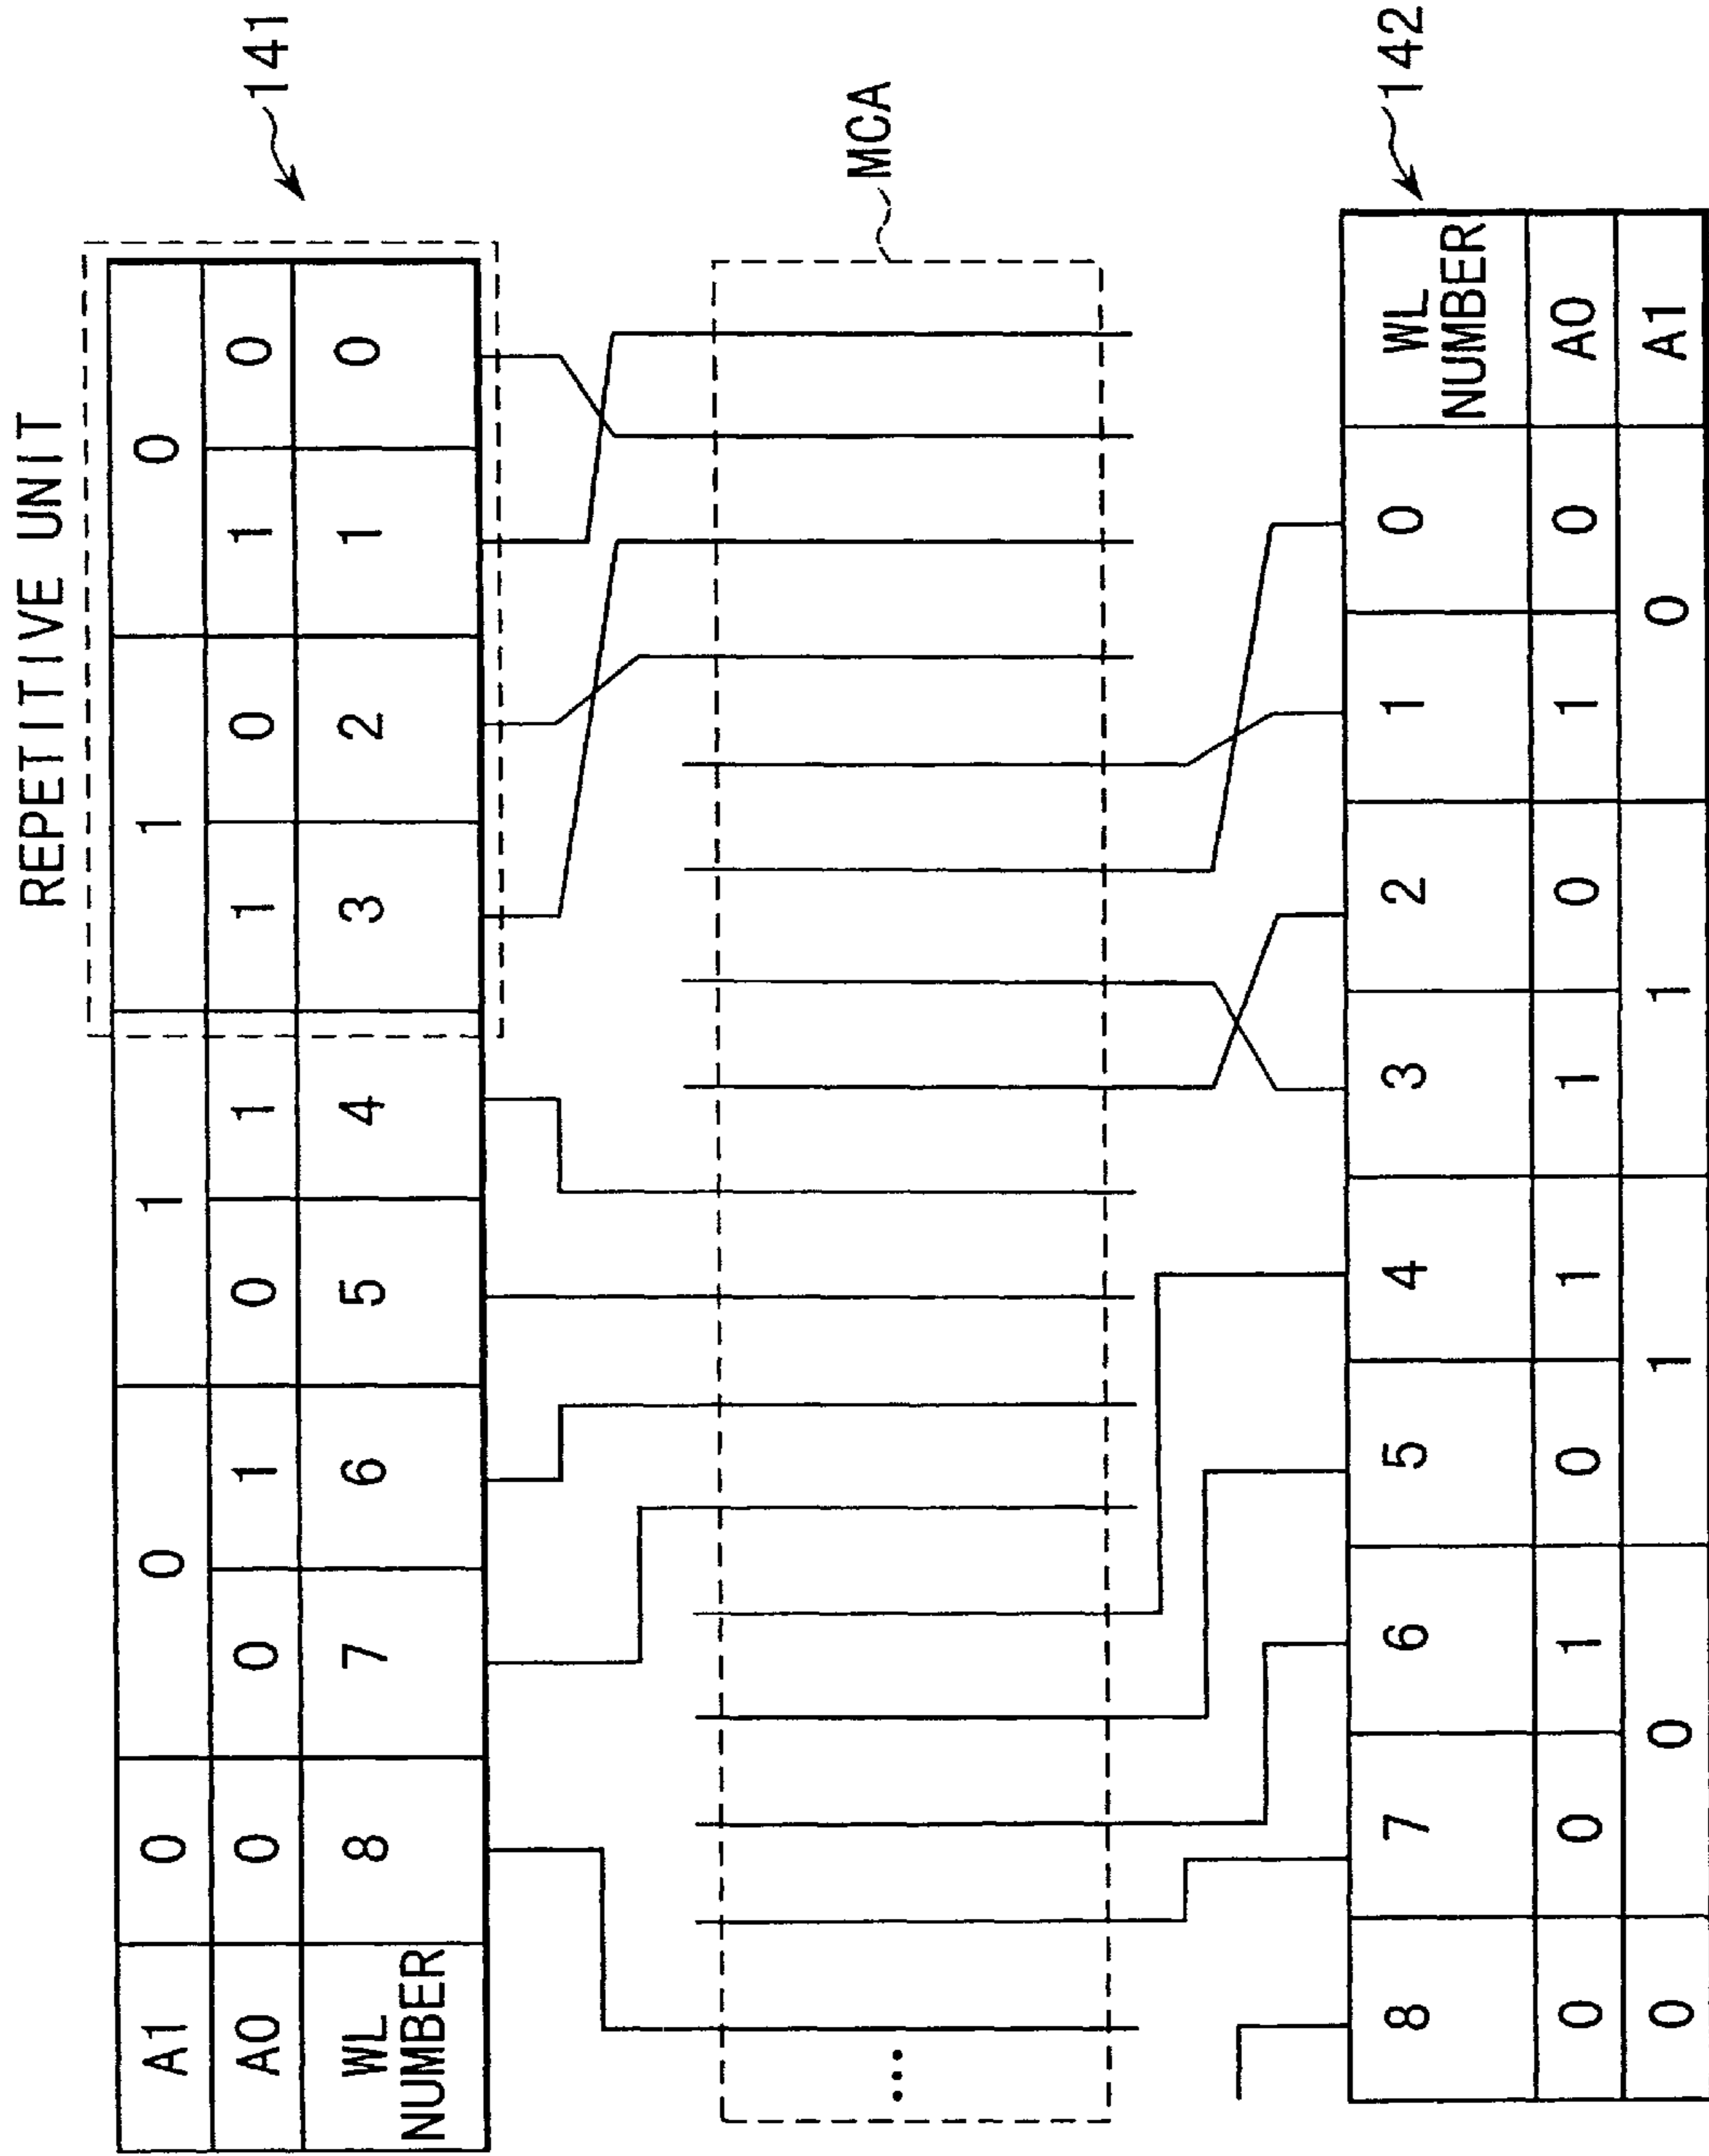 REPETITIVE UNIT
A1 0 0 1 1 0
A0 0 0 1 0 1 1 0 1 0
WL NUMBER 8 7 6 5 4 3 2 1 0
141
MCA
...
142
8 7 6 5 4 3 2 1 0 WL NUMBER
0 0 1 0 1 1 0 1 0 A0
0 0 1 1 0 A1